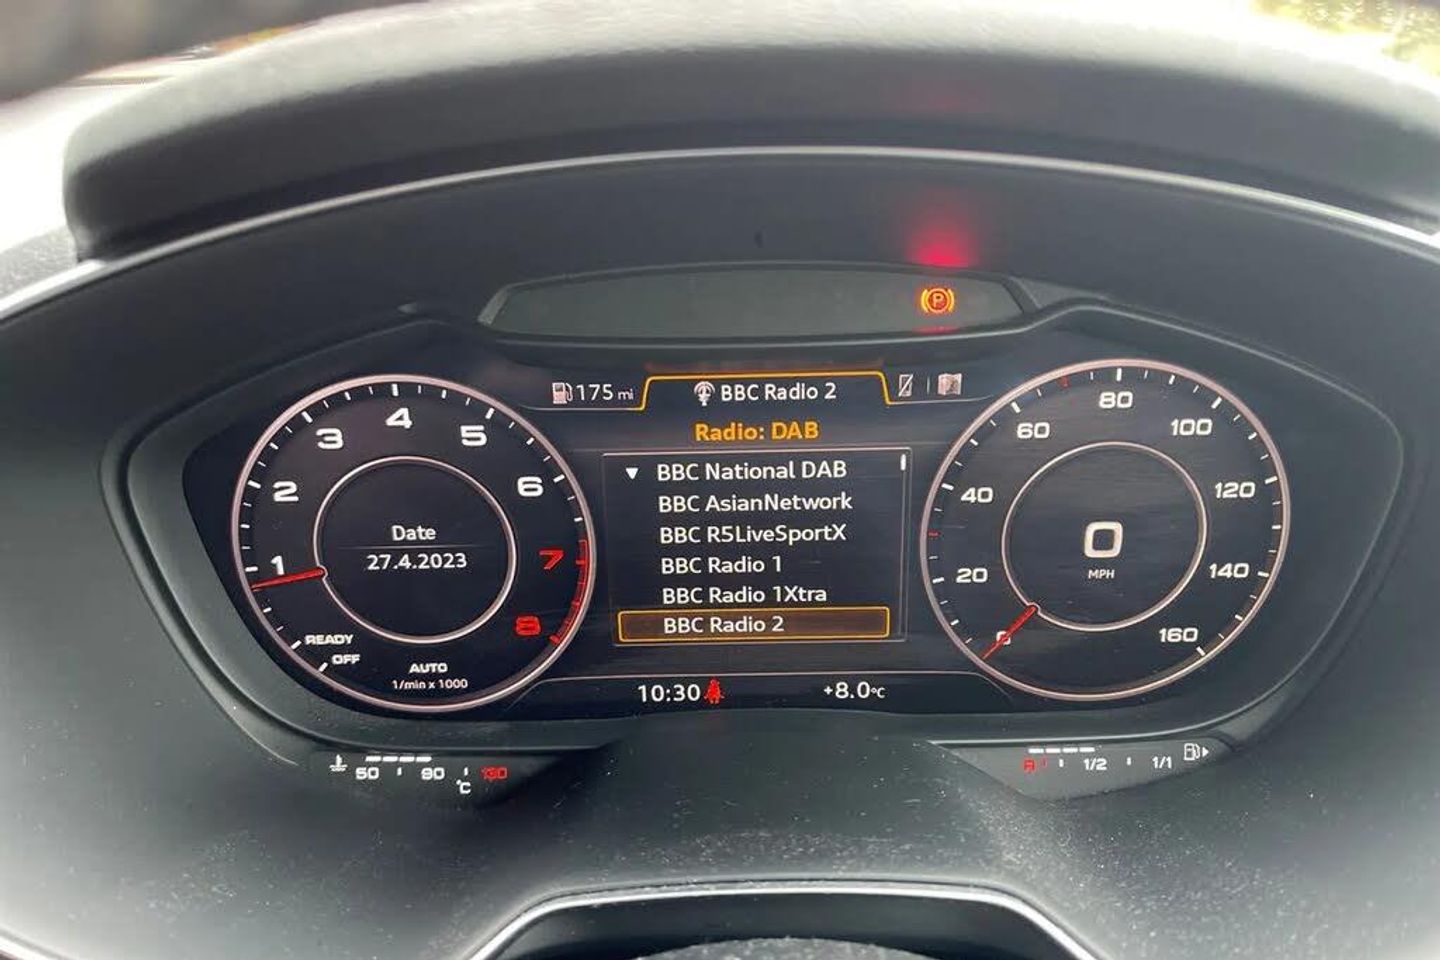 P
175 mi
BBC Radio 2
Radio: DAB
BBC National DAB
BBC AsianNetwork
BBC R5LiveSportX
BBC Radio 1
BBC Radio 1Xtra
BBC Radio 2
10:30
+8.0°C
1
2
3
4
5
6
7
8
Date
27.4.2023
READY
OFF
AUTO
1/min x 1000
0
20
40
60
80
100
120
140
160
0
MPH
50
90
130
°C
R
1/2
1/1